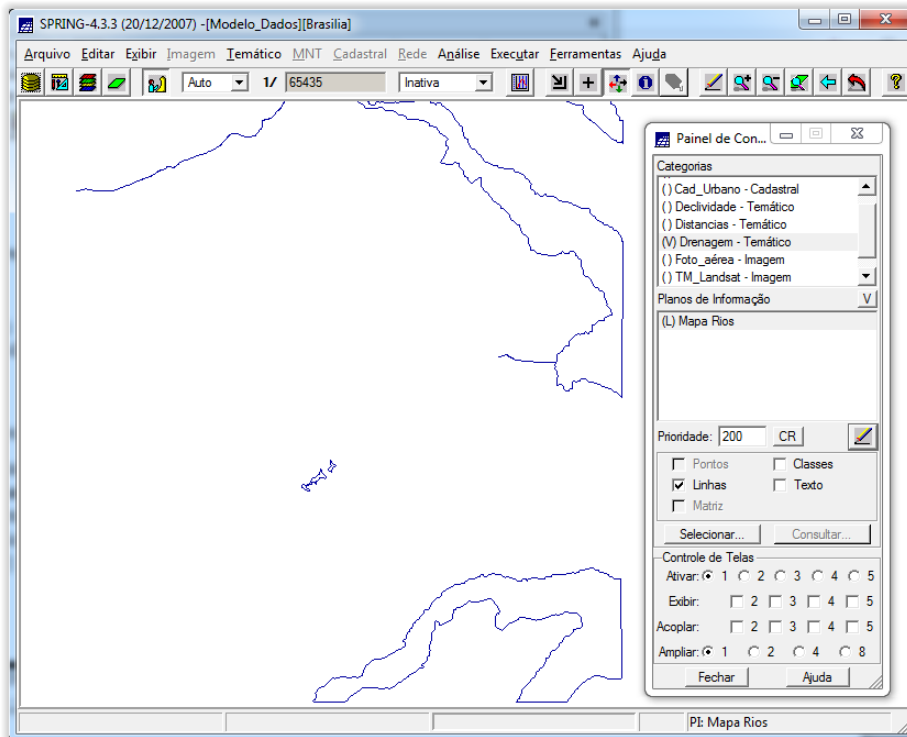 SPRING-4.3.3 (20/12/2007) -[Modelo_Dados][Brasilia]
Arquivo Editar Exibir Imagem Temático MNT Cadastral Rede Análise Executar Ferramentas Ajuda
Auto 1/ 65435 Inativa
Painel de Con...
Categorias
( ) Cad_Urbano - Cadastral
( ) Declividade - Temático
( ) Distancias - Temático
(V) Drenagem - Temático
( ) Foto_aérea - Imagem
( ) TM_Landsat - Imagem
Planos de Informação V
(L) Mapa Rios
Prioridade: 200 CR
Pontos Classes
Linhas Texto
Matriz
Selecionar... Consultar...
Controle de Telas
Ativar: 1 2 3 4 5
Exibir: 2 3 4 5
Acoplar: 2 3 4 5
Ampliar: 1 2 4 8
Fechar Ajuda
PI: Mapa Rios